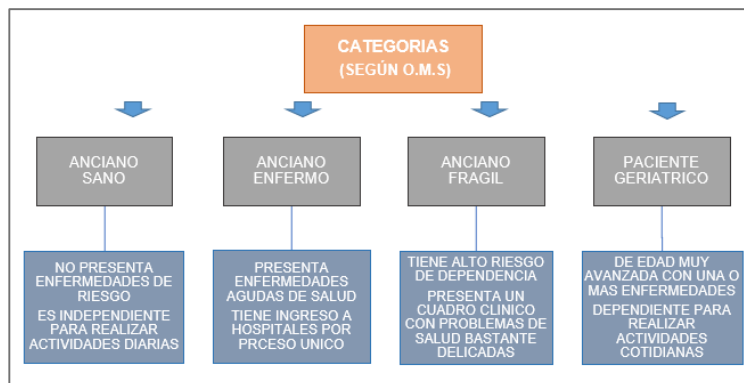 CATEGORIAS
(SEGÚN O.M.S)
ANCIANO
SANO
ANCIANO
ENFERMO
ANCIANO
FRAGIL
PACIENTE
GERIATRICO
NO PRESENTA
ENFERMEDADES DE
RIESGO
ES INDEPENDIENTE
PARA REALIZAR
ACTIVIDADES DIARIAS
PRESENTA
ENFERMEDADES
AGUDAS DE SALUD
TIENE INGRESO A
HOSPITALES POR
PRCESO UNICO
TIENE ALTO RIESGO
DE DEPENDENCIA
PRESENTA UN
CUADRO CLINICO
CON PROBLEMAS DE
SALUD BASTANTE
DELICADAS
DE EDAD MUY
AVANZADA CON UNA O
MAS ENFERMEDADES
DEPENDIENTE PARA
REALIZAR
ACTIVIDADES
COTIDIANAS